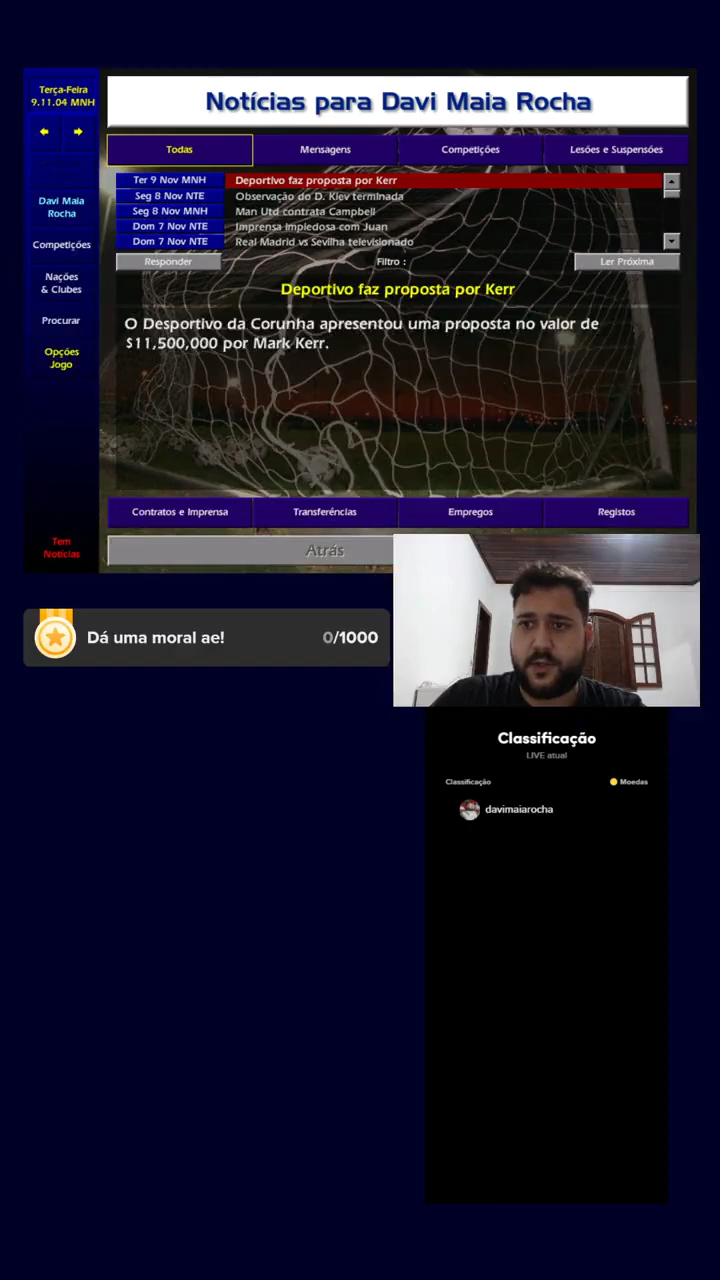 Terça-Feira
9.11.04 MNH
Notícias para Davi Maia Rocha
Todas
Mensagens
Competições
Lesões e Suspensões
Ter 9 Nov MNH
Deportivo faz proposta por Kerr
Seg 8 Nov NTE
Observação do D. Kiev terminada
Seg 8 Nov MNH
Man Utd contrata Campbell
Dom 7 Nov NTE
Imprensa impiedosa com Juan
Dom 7 Nov NTE
Real Madrid vs Sevilha televisionado
Davi Maia
Rocha
Competições
Nações
& Clubes
Procurar
Opções
Jogo
Responder
Filtro :
Ler Próxima
Deportivo faz proposta por Kerr
O Desportivo da Corunha apresentou uma proposta no valor de
$11,500,000 por Mark Kerr.
Contratos e Imprensa
Transferências
Empregos
Registos
Tem
Notícias
Atrás
Dá uma moral ae!
0/1000
Classificação
LIVE atual
Classificação
Moedas
davimaiarocha